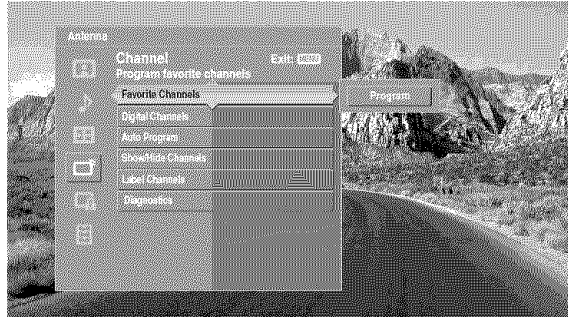 Antenna
Channel
Exit: MENU
Program favorite channels
Favorite Channels
Program
Digital Channels
Auto Program
Show/Hide Channels
Label Channels
Diagnostics